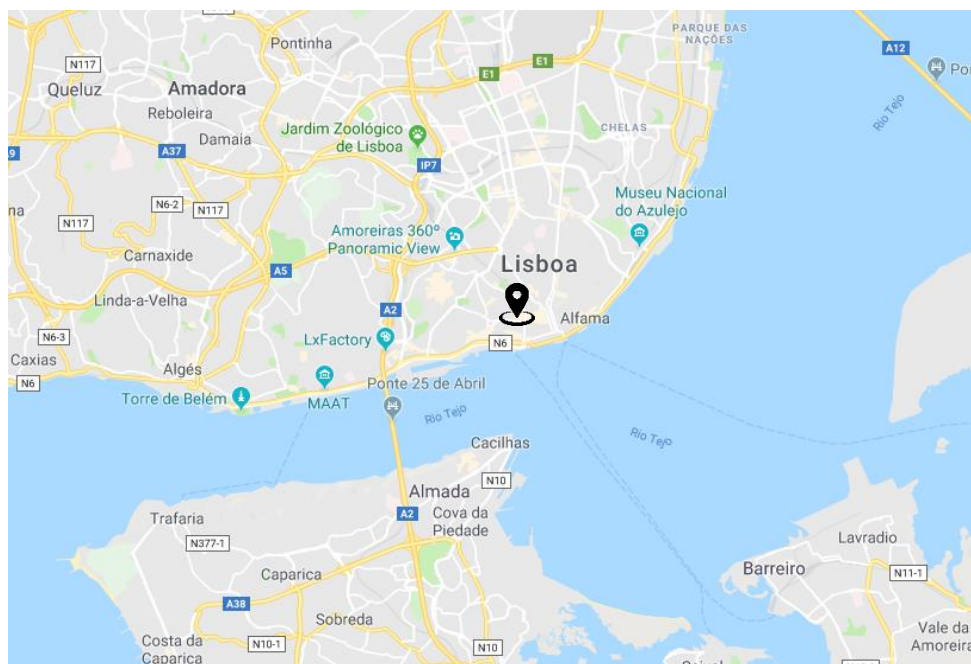 PARQUE DAS
NAÇÕES
A12
Pontinha
N117
E1
E1
Queluz
Amadora
Reboleira
Rio Tejo
Jardim Zoológico
de Lisboa
CHELAS
Damaia
A37
IP7
Museu Nacional
do Azulejo
N6-2
N117
N117
Amoreiras 360º
Panoramic View
Carnaxide
Lisboa
A5
Linda-a-Velha
A2
Alfama
N6-3
LxFactory
N6
Caxias
Algés
N6
Ponte 25 de Abril
Torre de Belém
MAAT
Rio Tejo
Rio Tejo
Cacilhas
N10
Almada
A2
Cova da
Piedade
Trafaria
N377-1
Lavradio
Barreiro
N11-1
Caparica
A38
Sobreda
Vale da
Amoreira
N10-1
N10
Costa da
Caparica